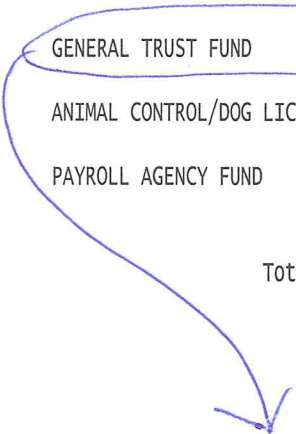 GENERAL TRUST FUND
ANIMAL CONTROL/DOG LIC
PAYROLL AGENCY FUND
Tot